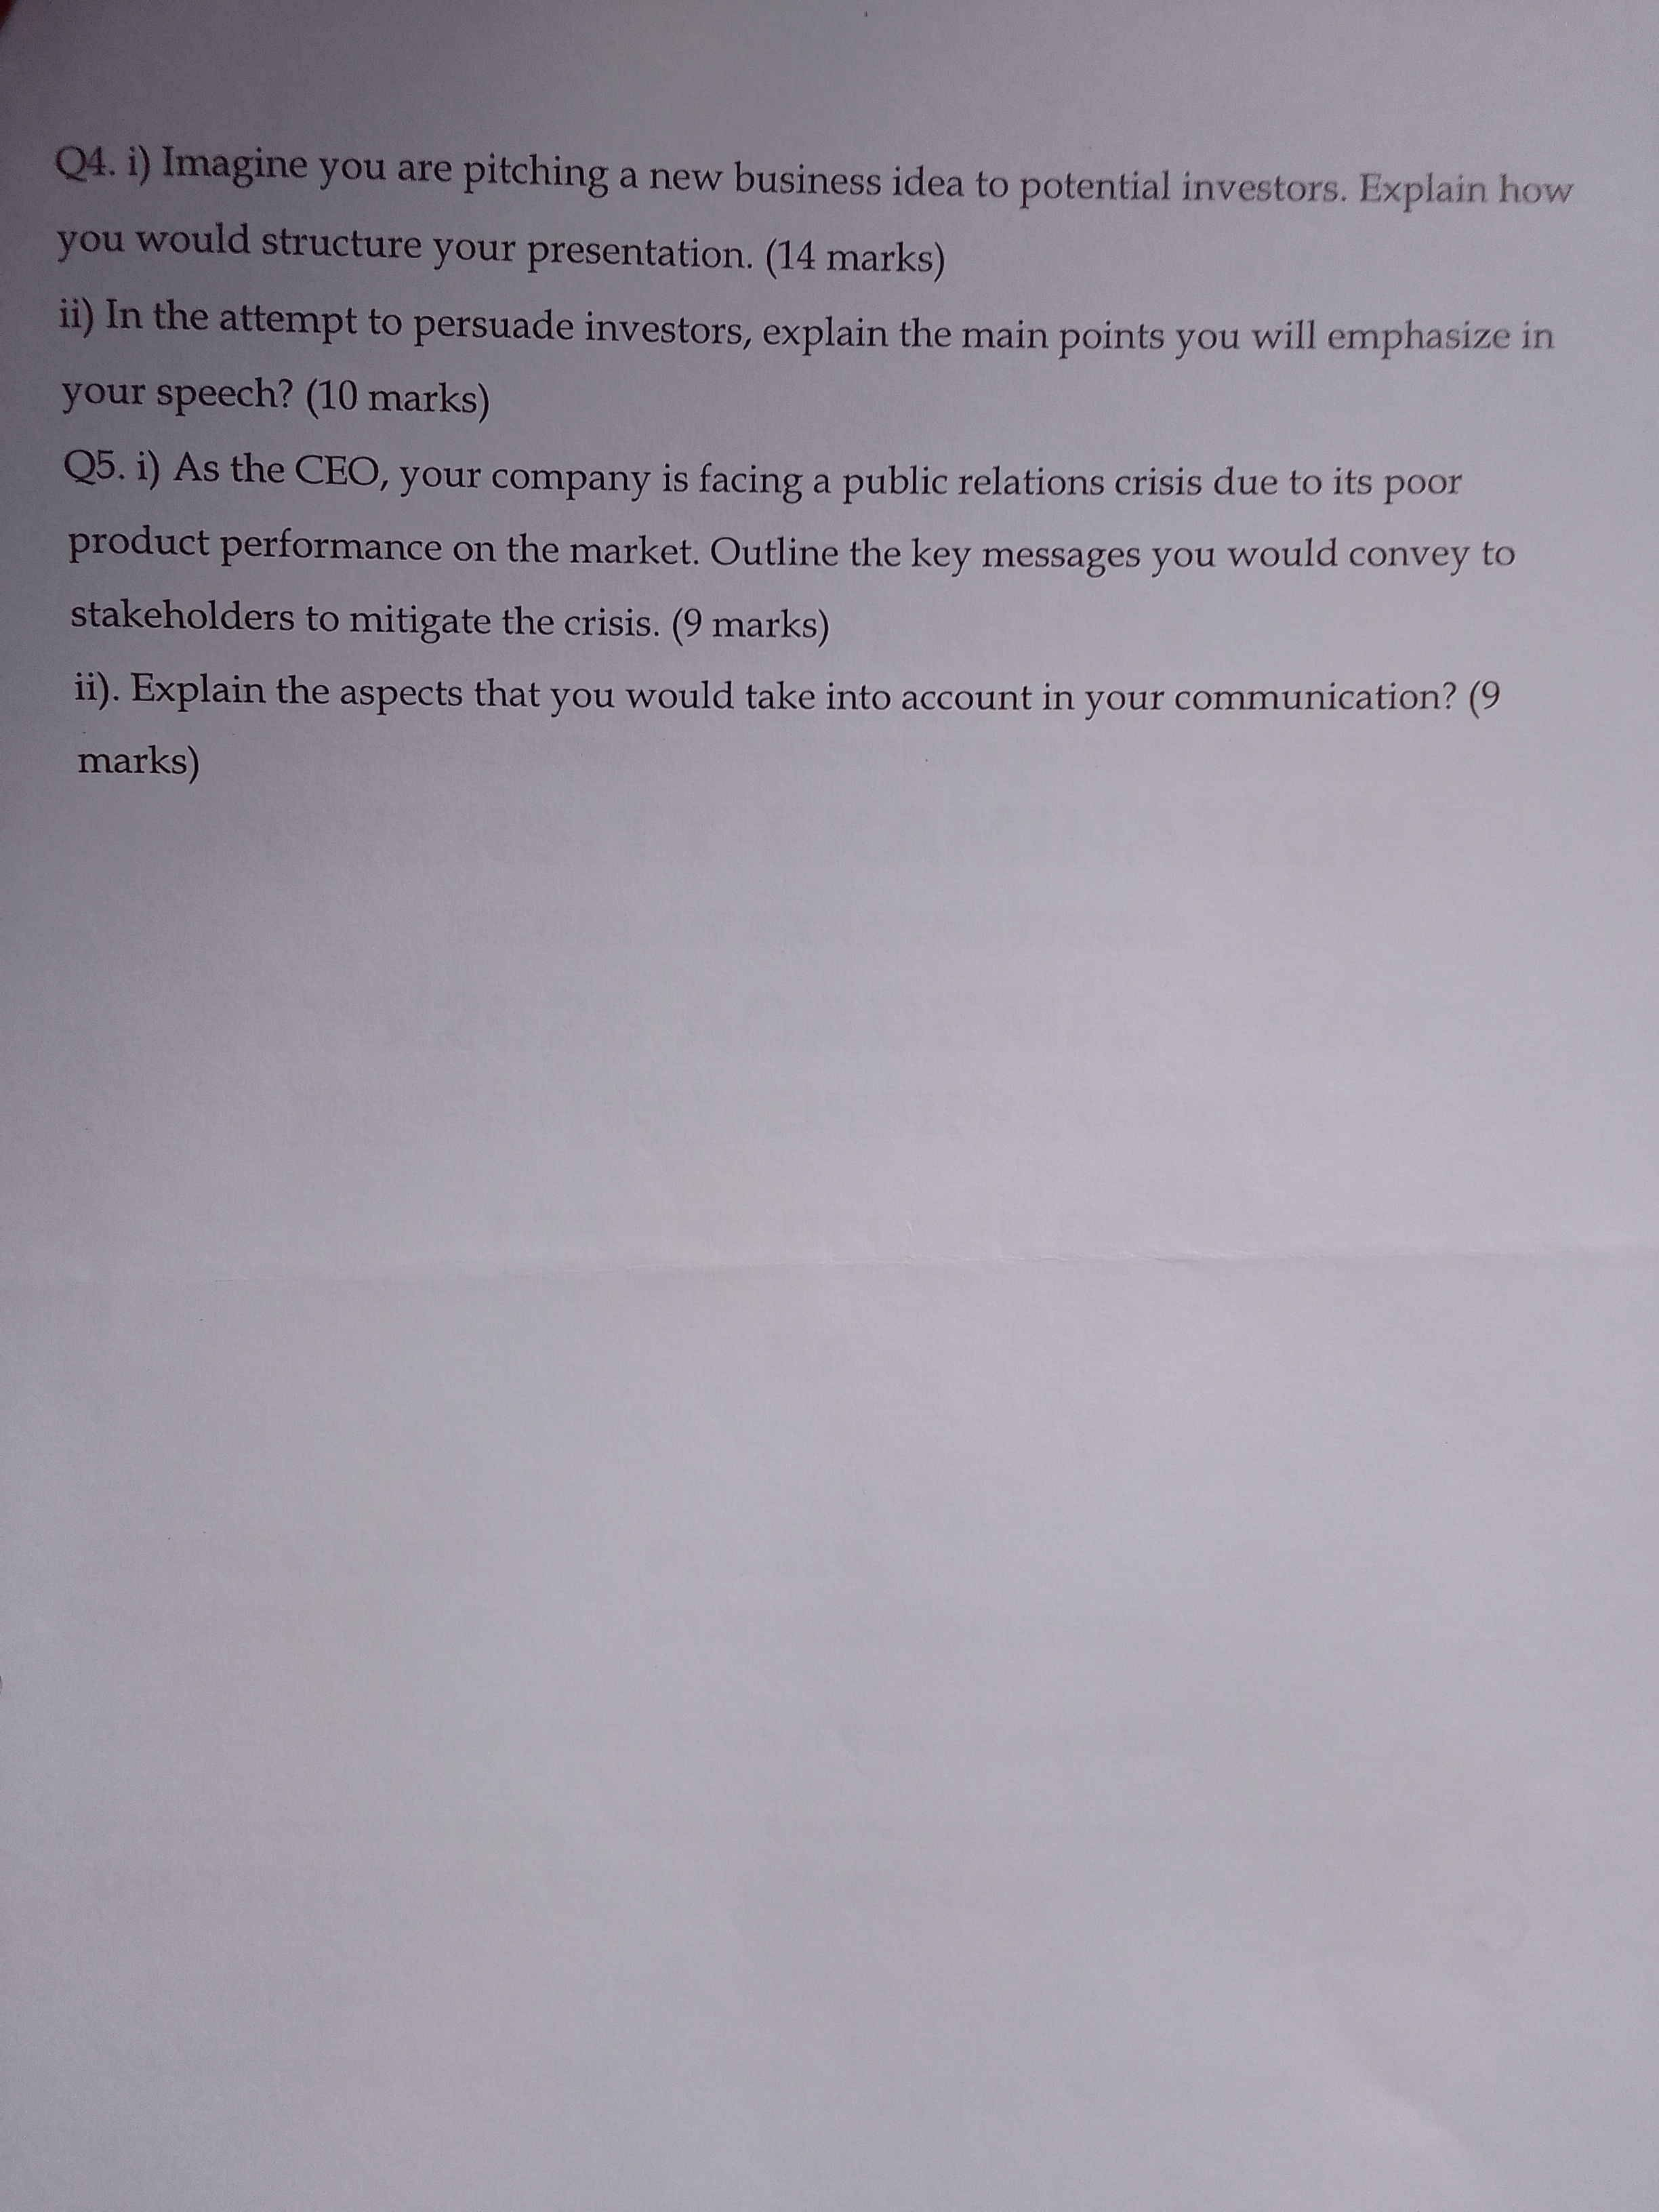 Q4. i) Imagine you are pitching a new business idea to potential investors. Explain how
you would structure your presentation. (14 marks)
ii) In the attempt to persuade investors, explain the main points you will emphasize in
your speech? (10 marks)
Q5. i) As the CEO, your company is facing a public relations crisis due to its poor
product performance on the market. Outline the key messages you would convey to
stakeholders to mitigate the crisis. (9 marks)
ii). Explain the aspects that you would take into account in your communication? (9
marks)